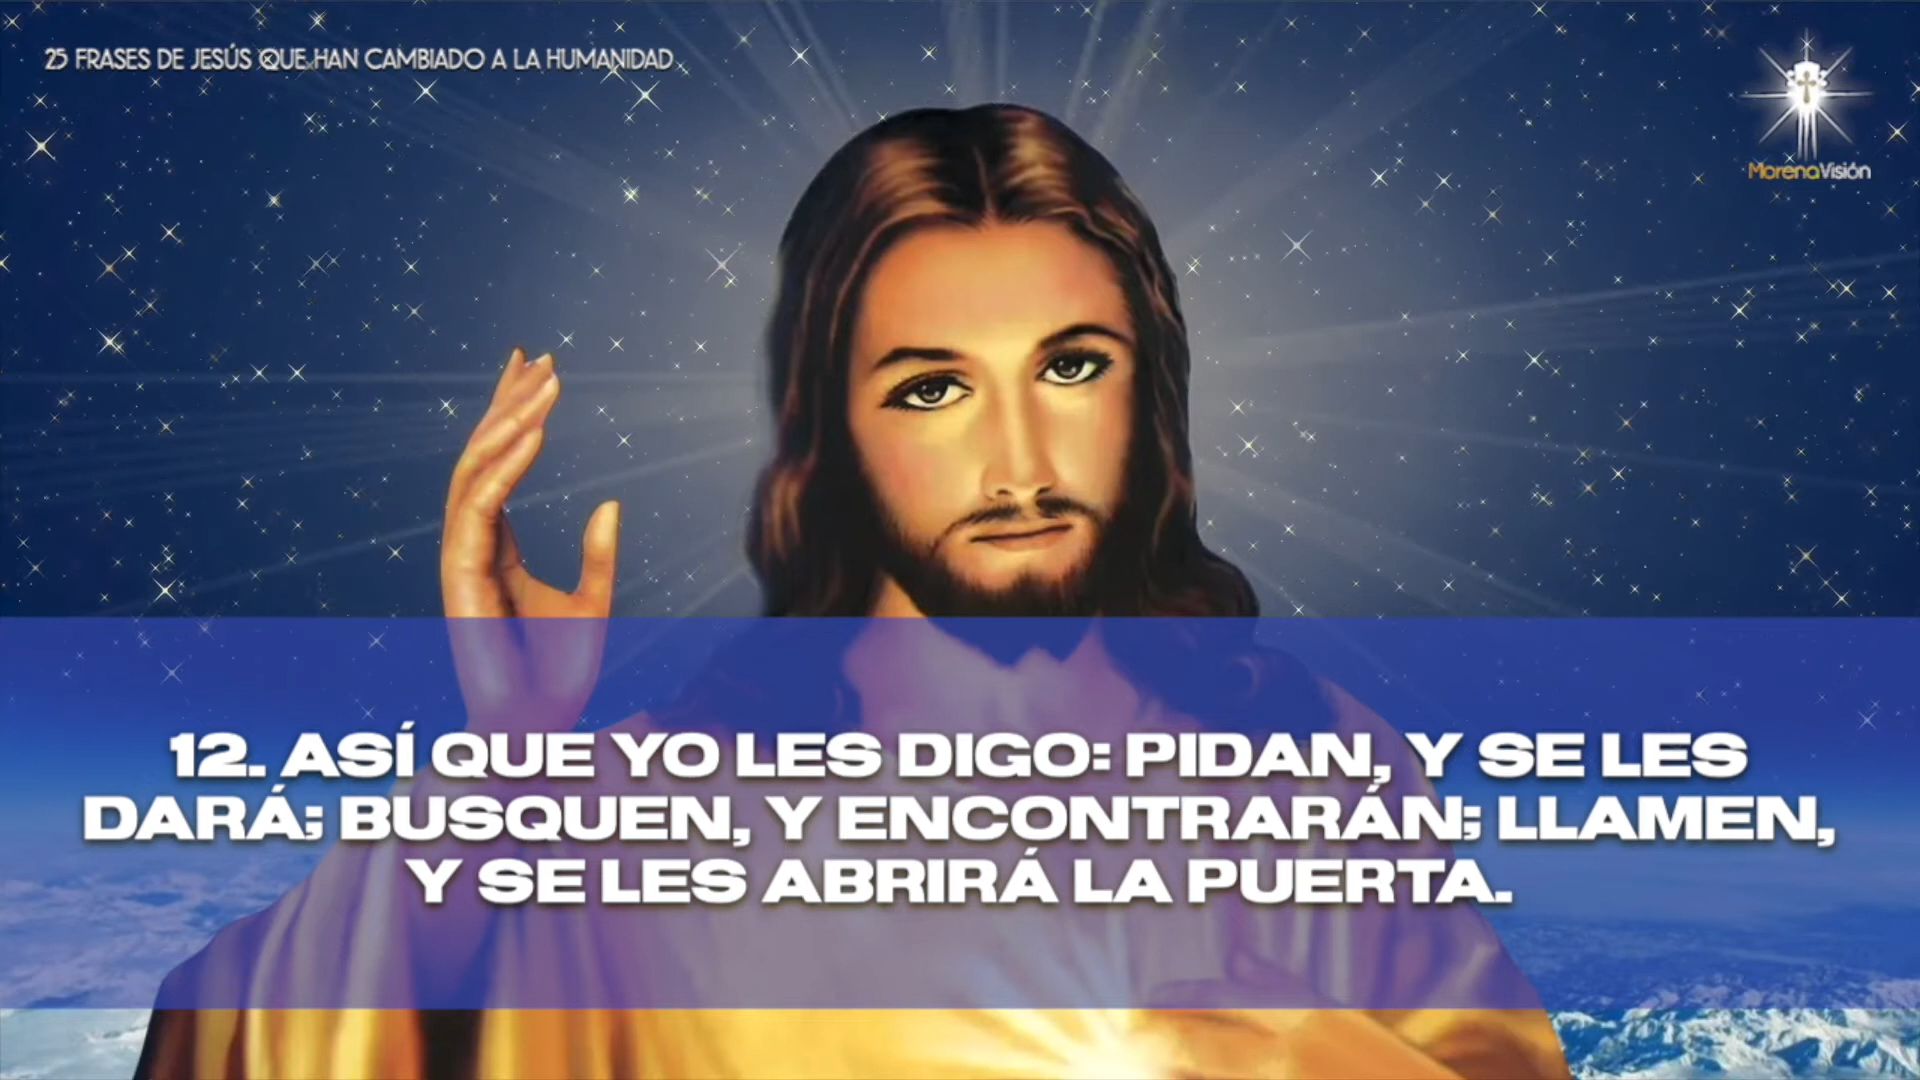 25 FRASES DE JESÚS QUE HAN CAMBIADO A LA HUMANIDAD
MorenaVisión
12. ASÍ QUE YO LES DIGO: PIDAN, Y SE LES
DARÁ; BUSQUEN, Y ENCONTRARÁN; LLAMEN,
Y SE LES ABRIRÁ LA PUERTA.